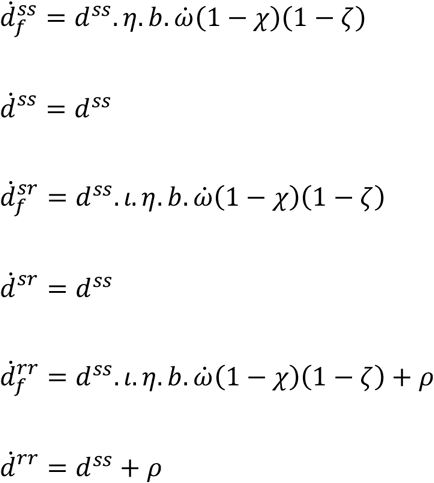 ḋ_f^ss = d^ss. η. b. ω̇(1 − χ)(1 − ζ)
ḋ^ss = d^ss
ḋ_f^sr = d^ss. ι. η. b. ω̇(1 − χ)(1 − ζ)
ḋ^sr = d^ss
ḋ_f^rr = d^ss. ι. η. b. ω̇(1 − χ)(1 − ζ) + ρ
ḋ^rr = d^ss + ρ